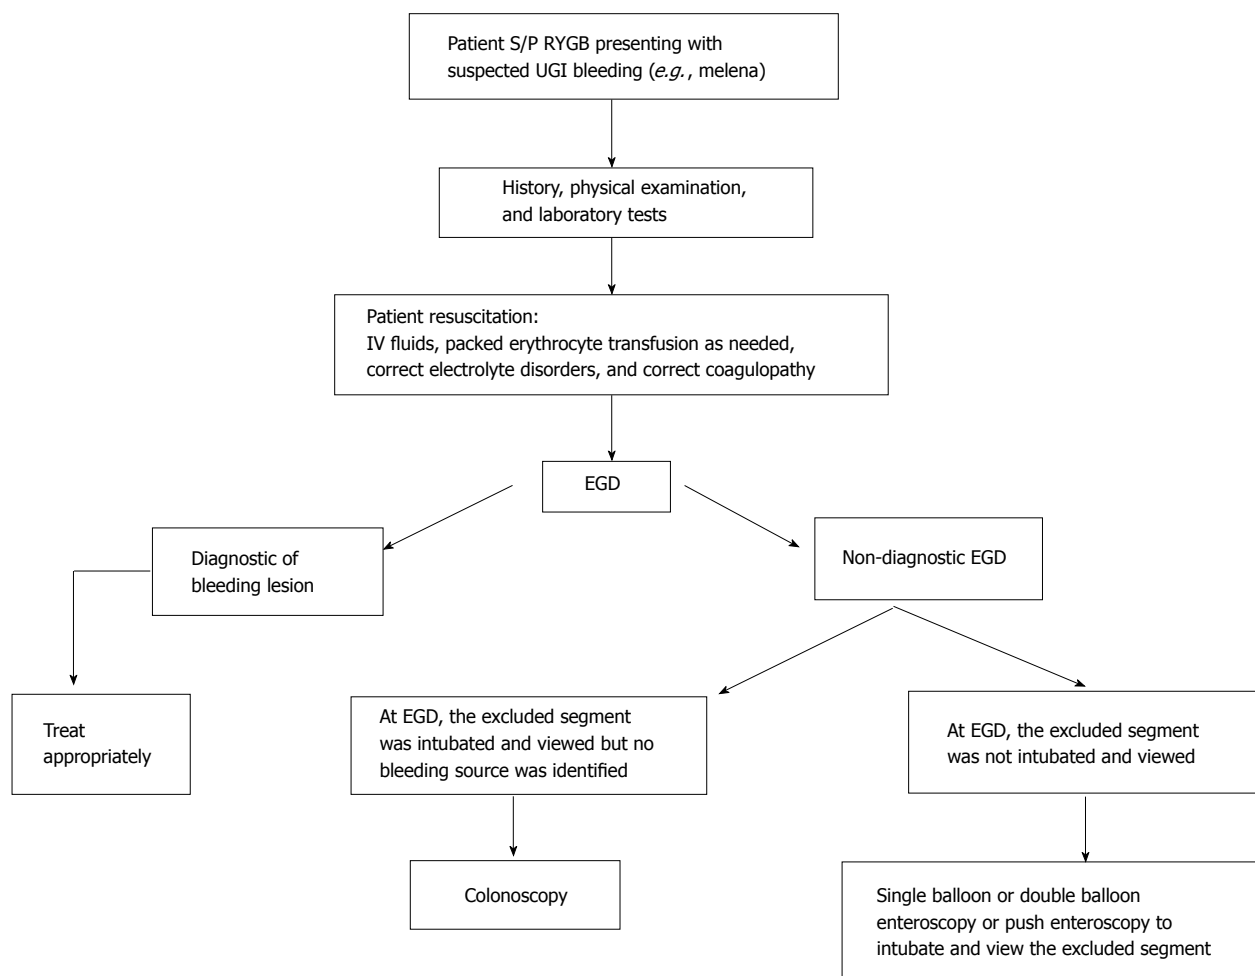 Patient S/P RYGB presenting with
suspected UGI bleeding (e.g., melena)
History, physical examination,
and laboratory tests
Patient resuscitation:
IV fluids, packed erythrocyte transfusion as needed,
correct electrolyte disorders, and correct coagulopathy
EGD
Diagnostic of
bleeding lesion
Non-diagnostic EGD
Treat
appropriately
At EGD, the excluded segment
was intubated and viewed but no
bleeding source was identified
At EGD, the excluded segment
was not intubated and viewed
Colonoscopy
Single balloon or double balloon
enteroscopy or push enteroscopy to
intubate and view the excluded segment